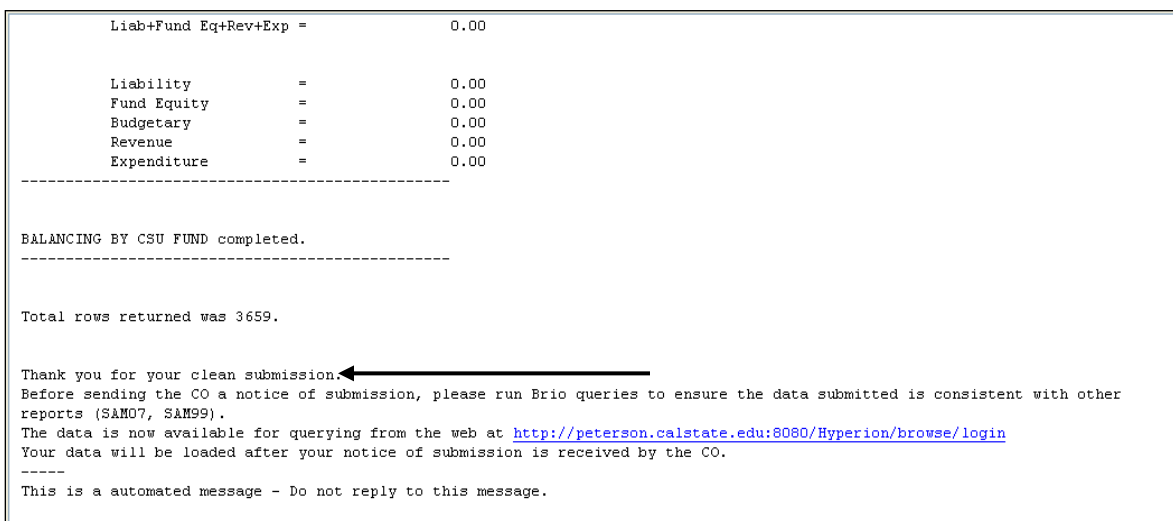 Liab+Fund Eq+Rev+Exp = 0.00
Liability = 0.00
Fund Equity = 0.00
Budgetary = 0.00
Revenue = 0.00
Expenditure = 0.00
------------------------------------------------
BALANCING BY CSU FUND completed.
------------------------------------------------
Total rows returned was 3659.
Thank you for your clean submission.
Before sending the CO a notice of submission, please run Brio queries to ensure the data submitted is consistent with other
reports (SAM07, SAM99).
The data is now available for querying from the web at http://peterson.calstate.edu:8080/Hyperion/browse/login
Your data will be loaded after your notice of submission is received by the CO.
-----
This is a automated message - Do not reply to this message.